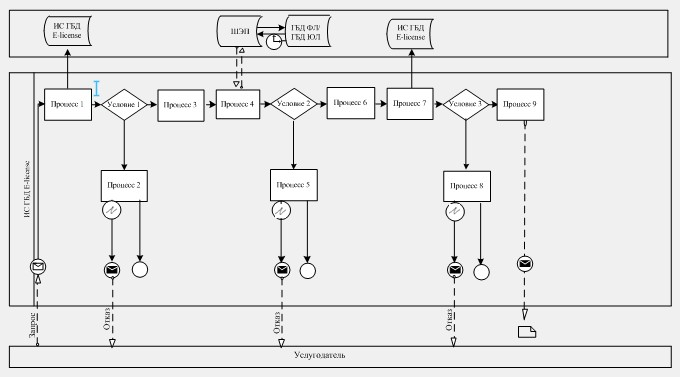 ИС ГБД
E-license
ШЭП
ГБД ФЛ/
ГБД ЮЛ
ИС ГБД
E-license
ИС ГБД E-license
Процесс 1
Условие 1
Процесс 3
Процесс 4
Условие 2
Процесс 6
Процесс 7
Условие 3
Процесс 9
Процесс 2
Процесс 5
Процесс 8
Запрос
Отказ
Отказ
Отказ
Услугодатель